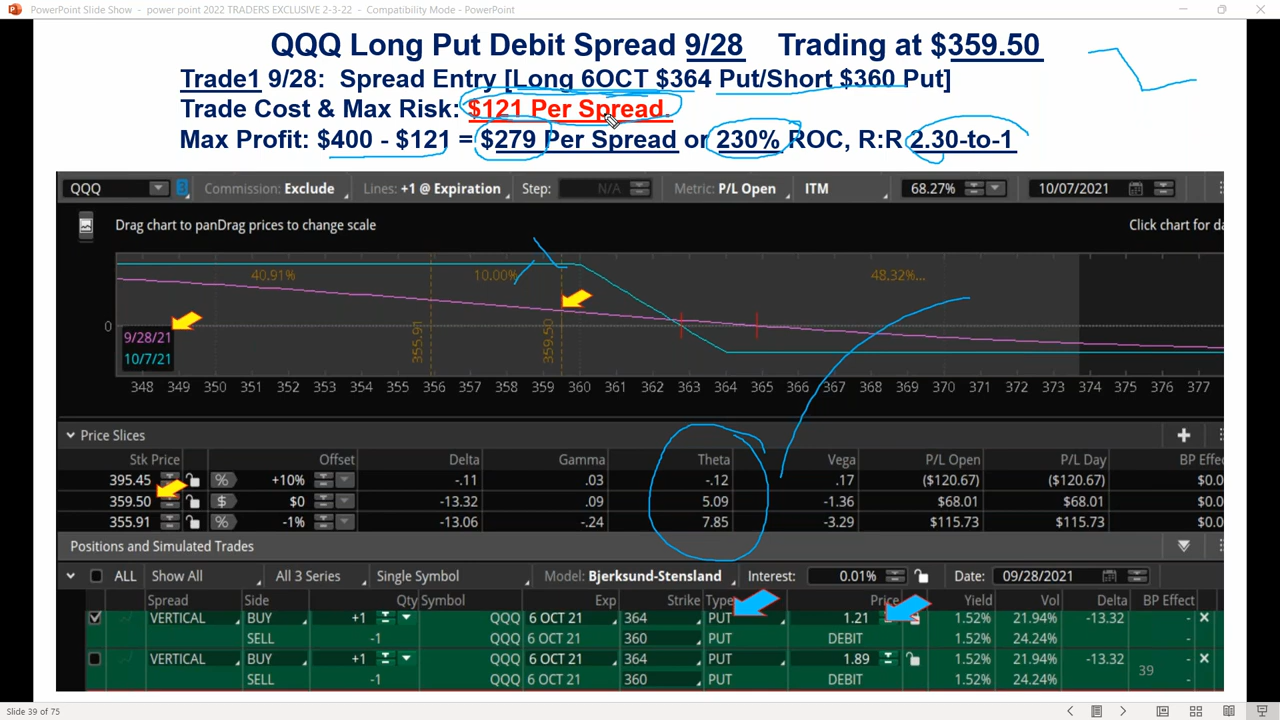 PowerPoint Slide Show - power point 2022 TRADERS EXCLUSIVE 2-3-22 - Compatibility Mode - PowerPoint
QQQ Long Put Debit Spread 9/28 Trading at $359.50
Trade1 9/28: Spread Entry [Long 6OCT $364 Put/Short $360 Put]
Trade Cost & Max Risk: $121 Per Spread.
Max Profit: $400 - $121 = $279 Per Spread or 230% ROC, R:R 2.30-to-1
QQQ 3 Commission: Exclude Lines: +1 @ Expiration Step: N/A Metric: P/L Open ITM 68.27% 10/07/2021
Drag chart to panDrag prices to change scale Click chart for da
40.91% 10.00% 48.32%...
0
355.91 359.50
9/28/21
10/7/21
348 349 350 351 352 353 354 355 356 357 358 359 360 361 362 363 364 365 366 367 368 369 370 371 372 373 374 375 376 377
Price Slices
Stk Price Offset Delta Gamma Theta Vega P/L Open P/L Day BP Effec
395.45 % +10% -.11 .03 -.12 .17 ($120.67) ($120.67) $0.0
359.50 $ $0 -13.32 .09 5.09 -1.36 $68.01 $68.01 $0.0
355.91 % -1% -13.06 -.24 7.85 -3.29 $115.73 $115.73 $0.0
Positions and Simulated Trades
ALL Show All All 3 Series Single Symbol Model: Bjerksund-Stensland Interest: 0.01% Date: 09/28/2021
Spread Side Qty Symbol Exp Strike Type Price Yield Vol Delta BP Effect
VERTICAL BUY +1 QQQ 6 OCT 21 364 PUT 1.21 1.52% 21.94% -13.32 -
SELL -1 QQQ 6 OCT 21 360 PUT DEBIT 1.52% 24.24% -
VERTICAL BUY +1 QQQ 6 OCT 21 364 PUT 1.89 1.52% 21.94% -13.32 -
SELL -1 QQQ 6 OCT 21 360 PUT DEBIT 1.52% 24.24% -
39
Slide 39 of 75